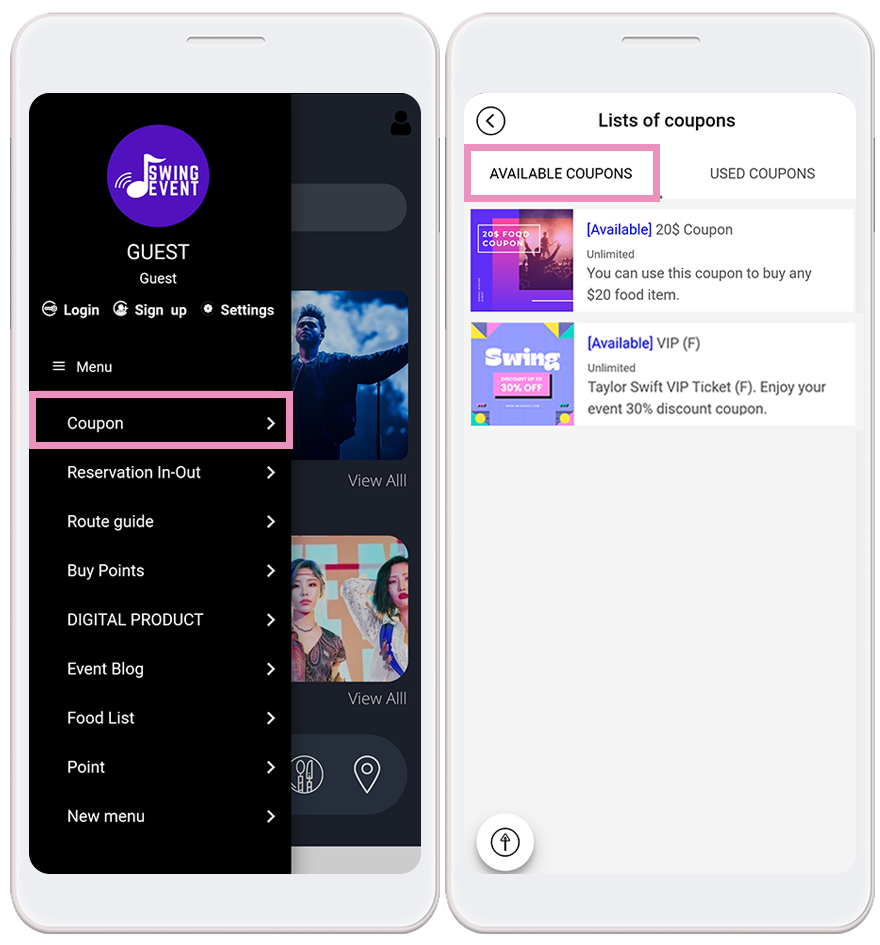 SWING
EVENT
GUEST
Guest
Login Sign up Settings
Menu
Coupon
Reservation In-Out
Route guide
Buy Points
DIGITAL PRODUCT
Event Blog
Food List
Point
New menu
View Alll
View Alll
Lists of coupons
AVAILABLE COUPONS USED COUPONS
20$ FOOD
COUPON
[Available] 20$ Coupon
Unlimited
You can use this coupon to buy any
$20 food item.
Swing
DISCOUNT UP TO
30% OFF
[Available] VIP (F)
Unlimited
Taylor Swift VIP Ticket (F). Enjoy your
event 30% discount coupon.